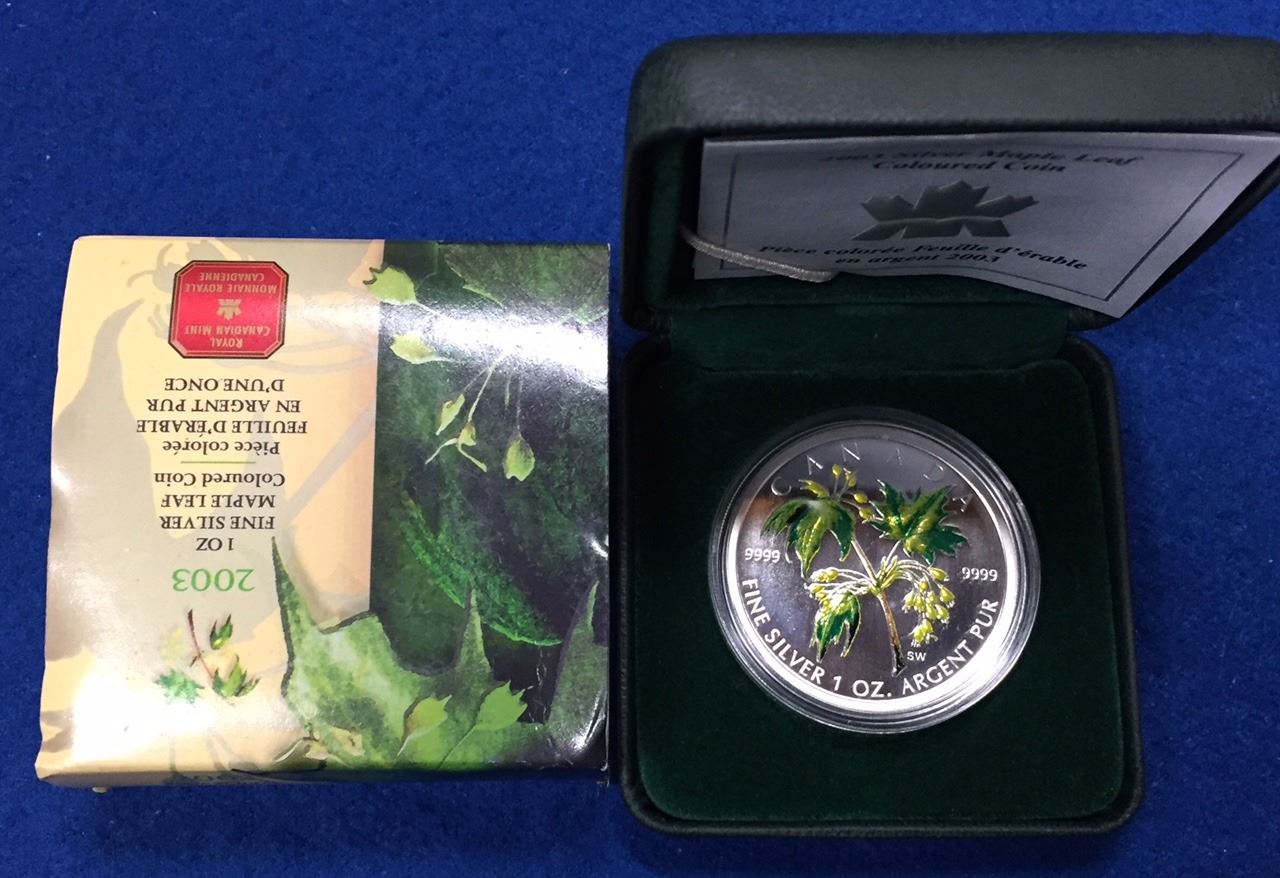 ROYAL
CANADIAN MINT
MONNAIE ROYALE
CANADIENNE
2003
1 OZ
FINE SILVER
MAPLE LEAF
Coloured Coin
Pièce colorée
FEUILLE D'ÉRABLE
EN ARGENT PUR
D'UNE ONCE
2003 Silver Maple Leaf
Coloured Coin
Pièce colorée Feuille d'érable
en argent 2003
CANADA
9999
9999
SW
FINE SILVER 1 OZ. ARGENT PUR